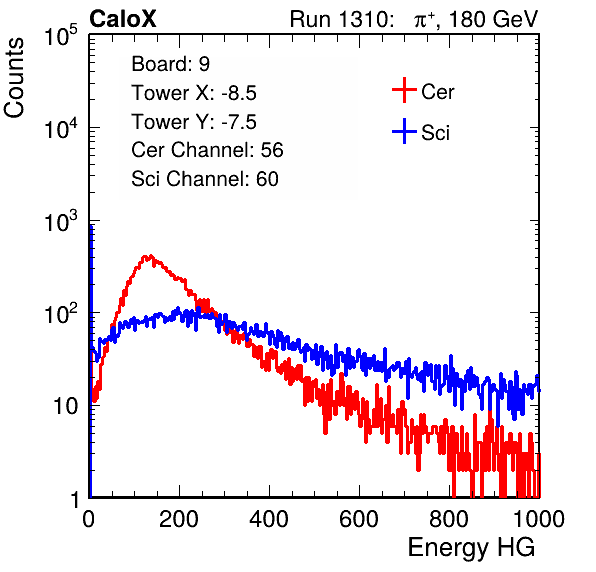 CaloX Run 1310: π⁺, 180 GeV
Counts
10⁵
10⁴
10³
10²
10
1
Board: 9
Tower X: -8.5
Tower Y: -7.5
Cer Channel: 56
Sci Channel: 60
Cer
Sci
0 200 400 600 800 1000
Energy HG